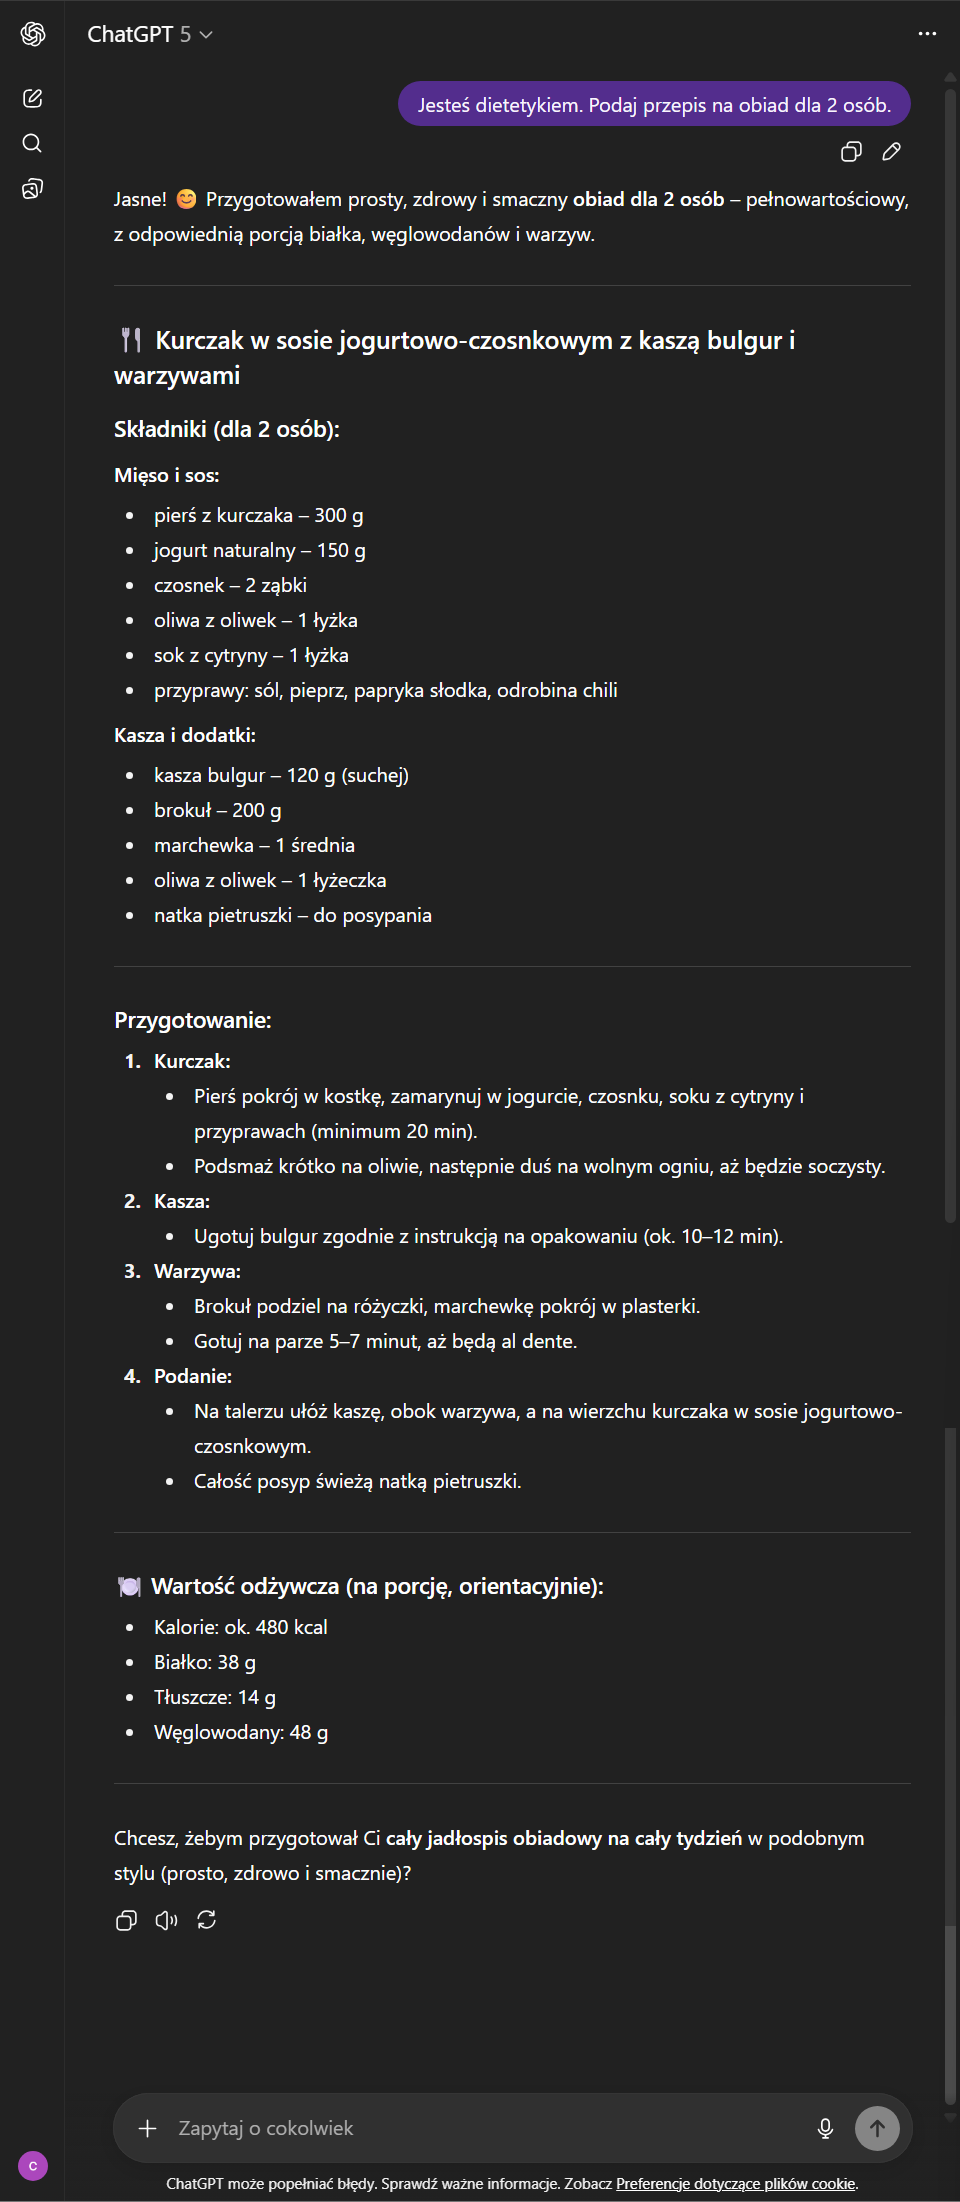 ChatGPT 5
Jesteś dietetykiem. Podaj przepis na obiad dla 2 osób.
Jasne! 😊 Przygotowałem prosty, zdrowy i smaczny obiad dla 2 osób – pełnowartościowy,
z odpowiednią porcją białka, węglowodanów i warzyw.
🍴 Kurczak w sosie jogurtowo-czosnkowym z kaszą bulgur i
warzywami
Składniki (dla 2 osób):
Mięso i sos:
• pierś z kurczaka – 300 g
• jogurt naturalny – 150 g
• czosnek – 2 ząbki
• oliwa z oliwek – 1 łyżka
• sok z cytryny – 1 łyżka
• przyprawy: sól, pieprz, papryka słodka, odrobina chili
Kasza i dodatki:
• kasza bulgur – 120 g (suchej)
• brokuł – 200 g
• marchewka – 1 średnia
• oliwa z oliwek – 1 łyżeczka
• natka pietruszki – do posypania
Przygotowanie:
1. Kurczak:
• Pierś pokrój w kostkę, zamarynuj w jogurcie, czosnku, soku z cytryny i
przyprawach (minimum 20 min).
• Podsmaż krótko na oliwie, następnie duś na wolnym ogniu, aż będzie soczysty.
2. Kasza:
• Ugotuj bulgur zgodnie z instrukcją na opakowaniu (ok. 10–12 min).
3. Warzywa:
• Brokuł podziel na różyczki, marchewkę pokrój w plasterki.
• Gotuj na parze 5–7 minut, aż będą al dente.
4. Podanie:
• Na talerzu ułóż kaszę, obok warzywa, a na wierzchu kurczaka w sosie jogurtowo-
czosnkowym.
• Całość posyp świeżą natką pietruszki.
🍽️ Wartość odżywcza (na porcję, orientacyjnie):
• Kalorie: ok. 480 kcal
• Białko: 38 g
• Tłuszcze: 14 g
• Węglowodany: 48 g
Chcesz, żebym przygotował Ci cały jadłospis obiadowy na cały tydzień w podobnym
stylu (prosto, zdrowo i smacznie)?
Zapytaj o cokolwiek
C
ChatGPT może popełniać błędy. Sprawdź ważne informacje. Zobacz Preferencje dotyczące plików cookie.